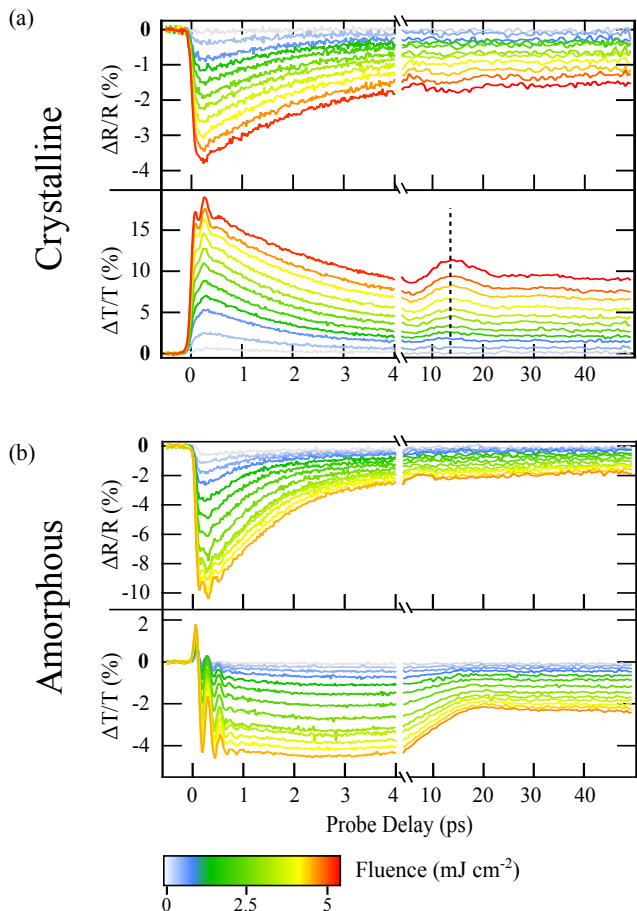 (a)
Crystalline
ΔR/R (%)
0
-1
-2
-3
-4
ΔT/T (%)
15
10
5
0
0 1 2 3 4 10 20 30 40
(b)
Amorphous
ΔR/R (%)
0
-2
-4
-6
-8
-10
ΔT/T (%)
2
0
-2
-4
0 1 2 3 4 10 20 30 40
Probe Delay (ps)
Fluence (mJ cm⁻²)
0 2.5 5